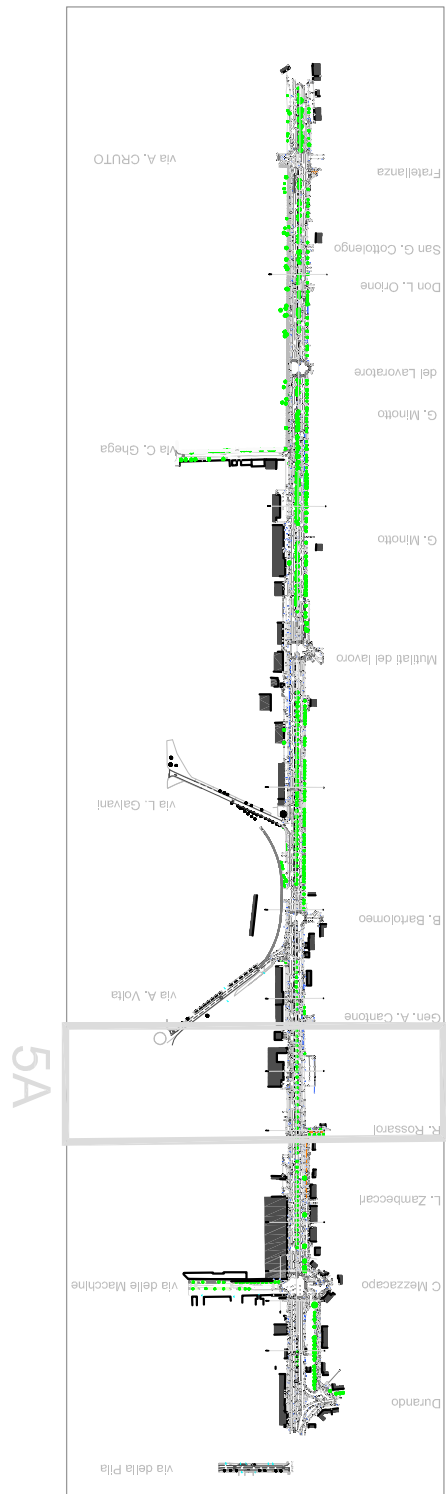 via A. CRUTO
Fratellanza
San G. Cottolengo
Don L. Orione
del Lavoratore
G. Minotto
via C. Ghega
G. Minotto
Mutilati del lavoro
via L. Galvani
B. Bartolomeo
via A. Volta
Gen. A. Cantone
5A
R. Rossarol
L. Zambeccari
via delle Macchine
C Mezzacapo
Durando
via della Pila